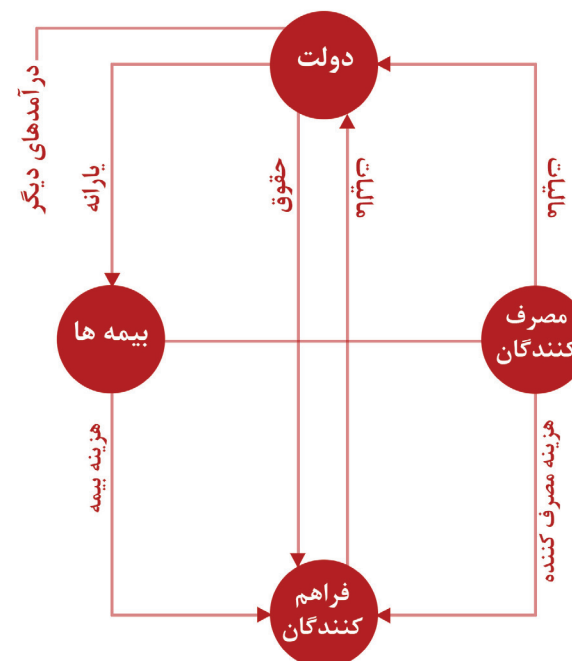 دولت
درآمدهای دیگر
یارانه
حقوق
مالیات
مالیات
بیمه ها
مصرف
کنندگان
هزینه بیمه
هزینه مصرف کننده
فراهم
کنندگان